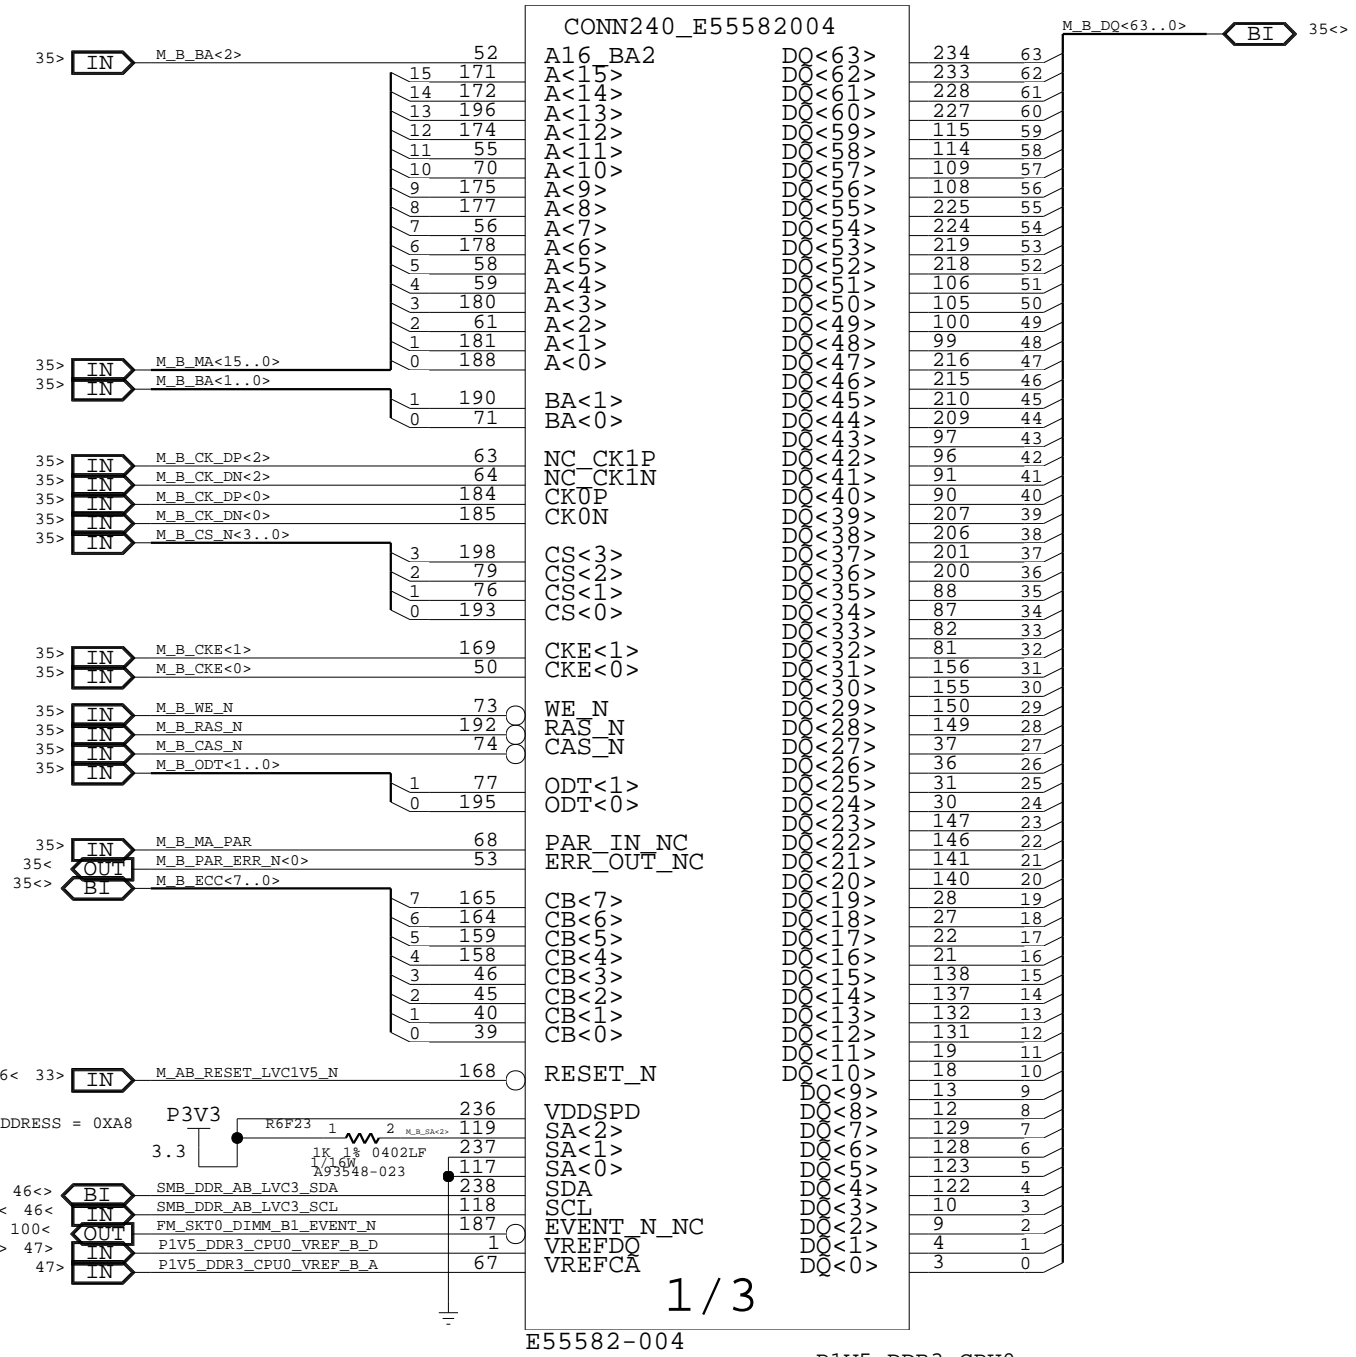 CONN240_E55582004
M_B_DQ<63..0> BI 35<>
35> IN M_B_BA<2> 52 A16_BA2 DQ<63> 234 63
15 171 A<15> DQ<62> 233 62
14 172 A<14> DQ<61> 228 61
13 196 A<13> DQ<60> 227 60
12 174 A<12> DQ<59> 115 59
11 55 A<11> DQ<58> 114 58
10 70 A<10> DQ<57> 109 57
9 175 A<9> DQ<56> 108 56
8 177 A<8> DQ<55> 225 55
7 56 A<7> DQ<54> 224 54
6 178 A<6> DQ<53> 219 53
5 58 A<5> DQ<52> 218 52
4 59 A<4> DQ<51> 106 51
3 180 A<3> DQ<50> 105 50
2 61 A<2> DQ<49> 100 49
1 181 A<1> DQ<48> 99 48
35> IN M_B_MA<15..0> 0 188 A<0> DQ<47> 216 47
35> IN M_B_BA<1..0> DQ<46> 215 46
1 190 BA<1> DQ<45> 210 45
0 71 BA<0> DQ<44> 209 44
DQ<43> 97 43
35> IN M_B_CK_DP<2> 63 NC_CK1P DQ<42> 96 42
35> IN M_B_CK_DN<2> 64 NC_CK1N DQ<41> 91 41
35> IN M_B_CK_DP<0> 184 CK0P DQ<40> 90 40
35> IN M_B_CK_DN<0> 185 CK0N DQ<39> 207 39
35> IN M_B_CS_N<3..0> DQ<38> 206 38
3 198 CS<3> DQ<37> 201 37
2 79 CS<2> DQ<36> 200 36
1 76 CS<1> DQ<35> 88 35
0 193 CS<0> DQ<34> 87 34
DQ<33> 82 33
35> IN M_B_CKE<1> 169 CKE<1> DQ<32> 81 32
35> IN M_B_CKE<0> 50 CKE<0> DQ<31> 156 31
DQ<30> 155 30
35> IN M_B_WE_N 73 WE_N DQ<29> 150 29
35> IN M_B_RAS_N 192 RAS_N DQ<28> 149 28
35> IN M_B_CAS_N 74 CAS_N DQ<27> 37 27
35> IN M_B_ODT<1..0> DQ<26> 36 26
1 77 ODT<1> DQ<25> 31 25
0 195 ODT<0> DQ<24> 30 24
DQ<23> 147 23
35> IN M_B_MA_PAR 68 PAR_IN_NC DQ<22> 146 22
35< OUT M_B_PAR_ERR_N<0> 53 ERR_OUT_NC DQ<21> 141 21
35<> BI M_B_ECC<7..0> DQ<20> 140 20
7 165 CB<7> DQ<19> 28 19
6 164 CB<6> DQ<18> 27 18
5 159 CB<5> DQ<17> 22 17
4 158 CB<4> DQ<16> 21 16
3 46 CB<3> DQ<15> 138 15
2 45 CB<2> DQ<14> 137 14
1 40 CB<1> DQ<13> 132 13
0 39 CB<0> DQ<12> 131 12
DQ<11> 19 11
6< 33> IN M_AB_RESET_LVC1V5_N 168 RESET_N DQ<10> 18 10
DQ<9> 13 9
DDRESS = 0XA8 P3V3 236 VDDSPD DQ<8> 12 8
R6F23 1 2 M_B_SA<2> 119 SA<2> DQ<7> 129 7
3.3 1K 1% 0402LF 237 SA<1> DQ<6> 128 6
1/16W
A93548-023 117 SA<0> DQ<5> 123 5
46<> BI SMB_DDR_AB_LVC3_SDA 238 SDA DQ<4> 122 4
< 46< IN SMB_DDR_AB_LVC3_SCL 118 SCL DQ<3> 10 3
100< OUT FM_SKT0_DIMM_B1_EVENT_N 187 EVENT_N_NC DQ<2> 9 2
> 47> IN P1V5_DDR3_CPU0_VREF_B_D 1 VREFDQ DQ<1> 4 1
47> IN P1V5_DDR3_CPU0_VREF_B_A 67 VREFCA DQ<0> 3 0
1/3
E55582-004
P1V5_DDR3_CPU0